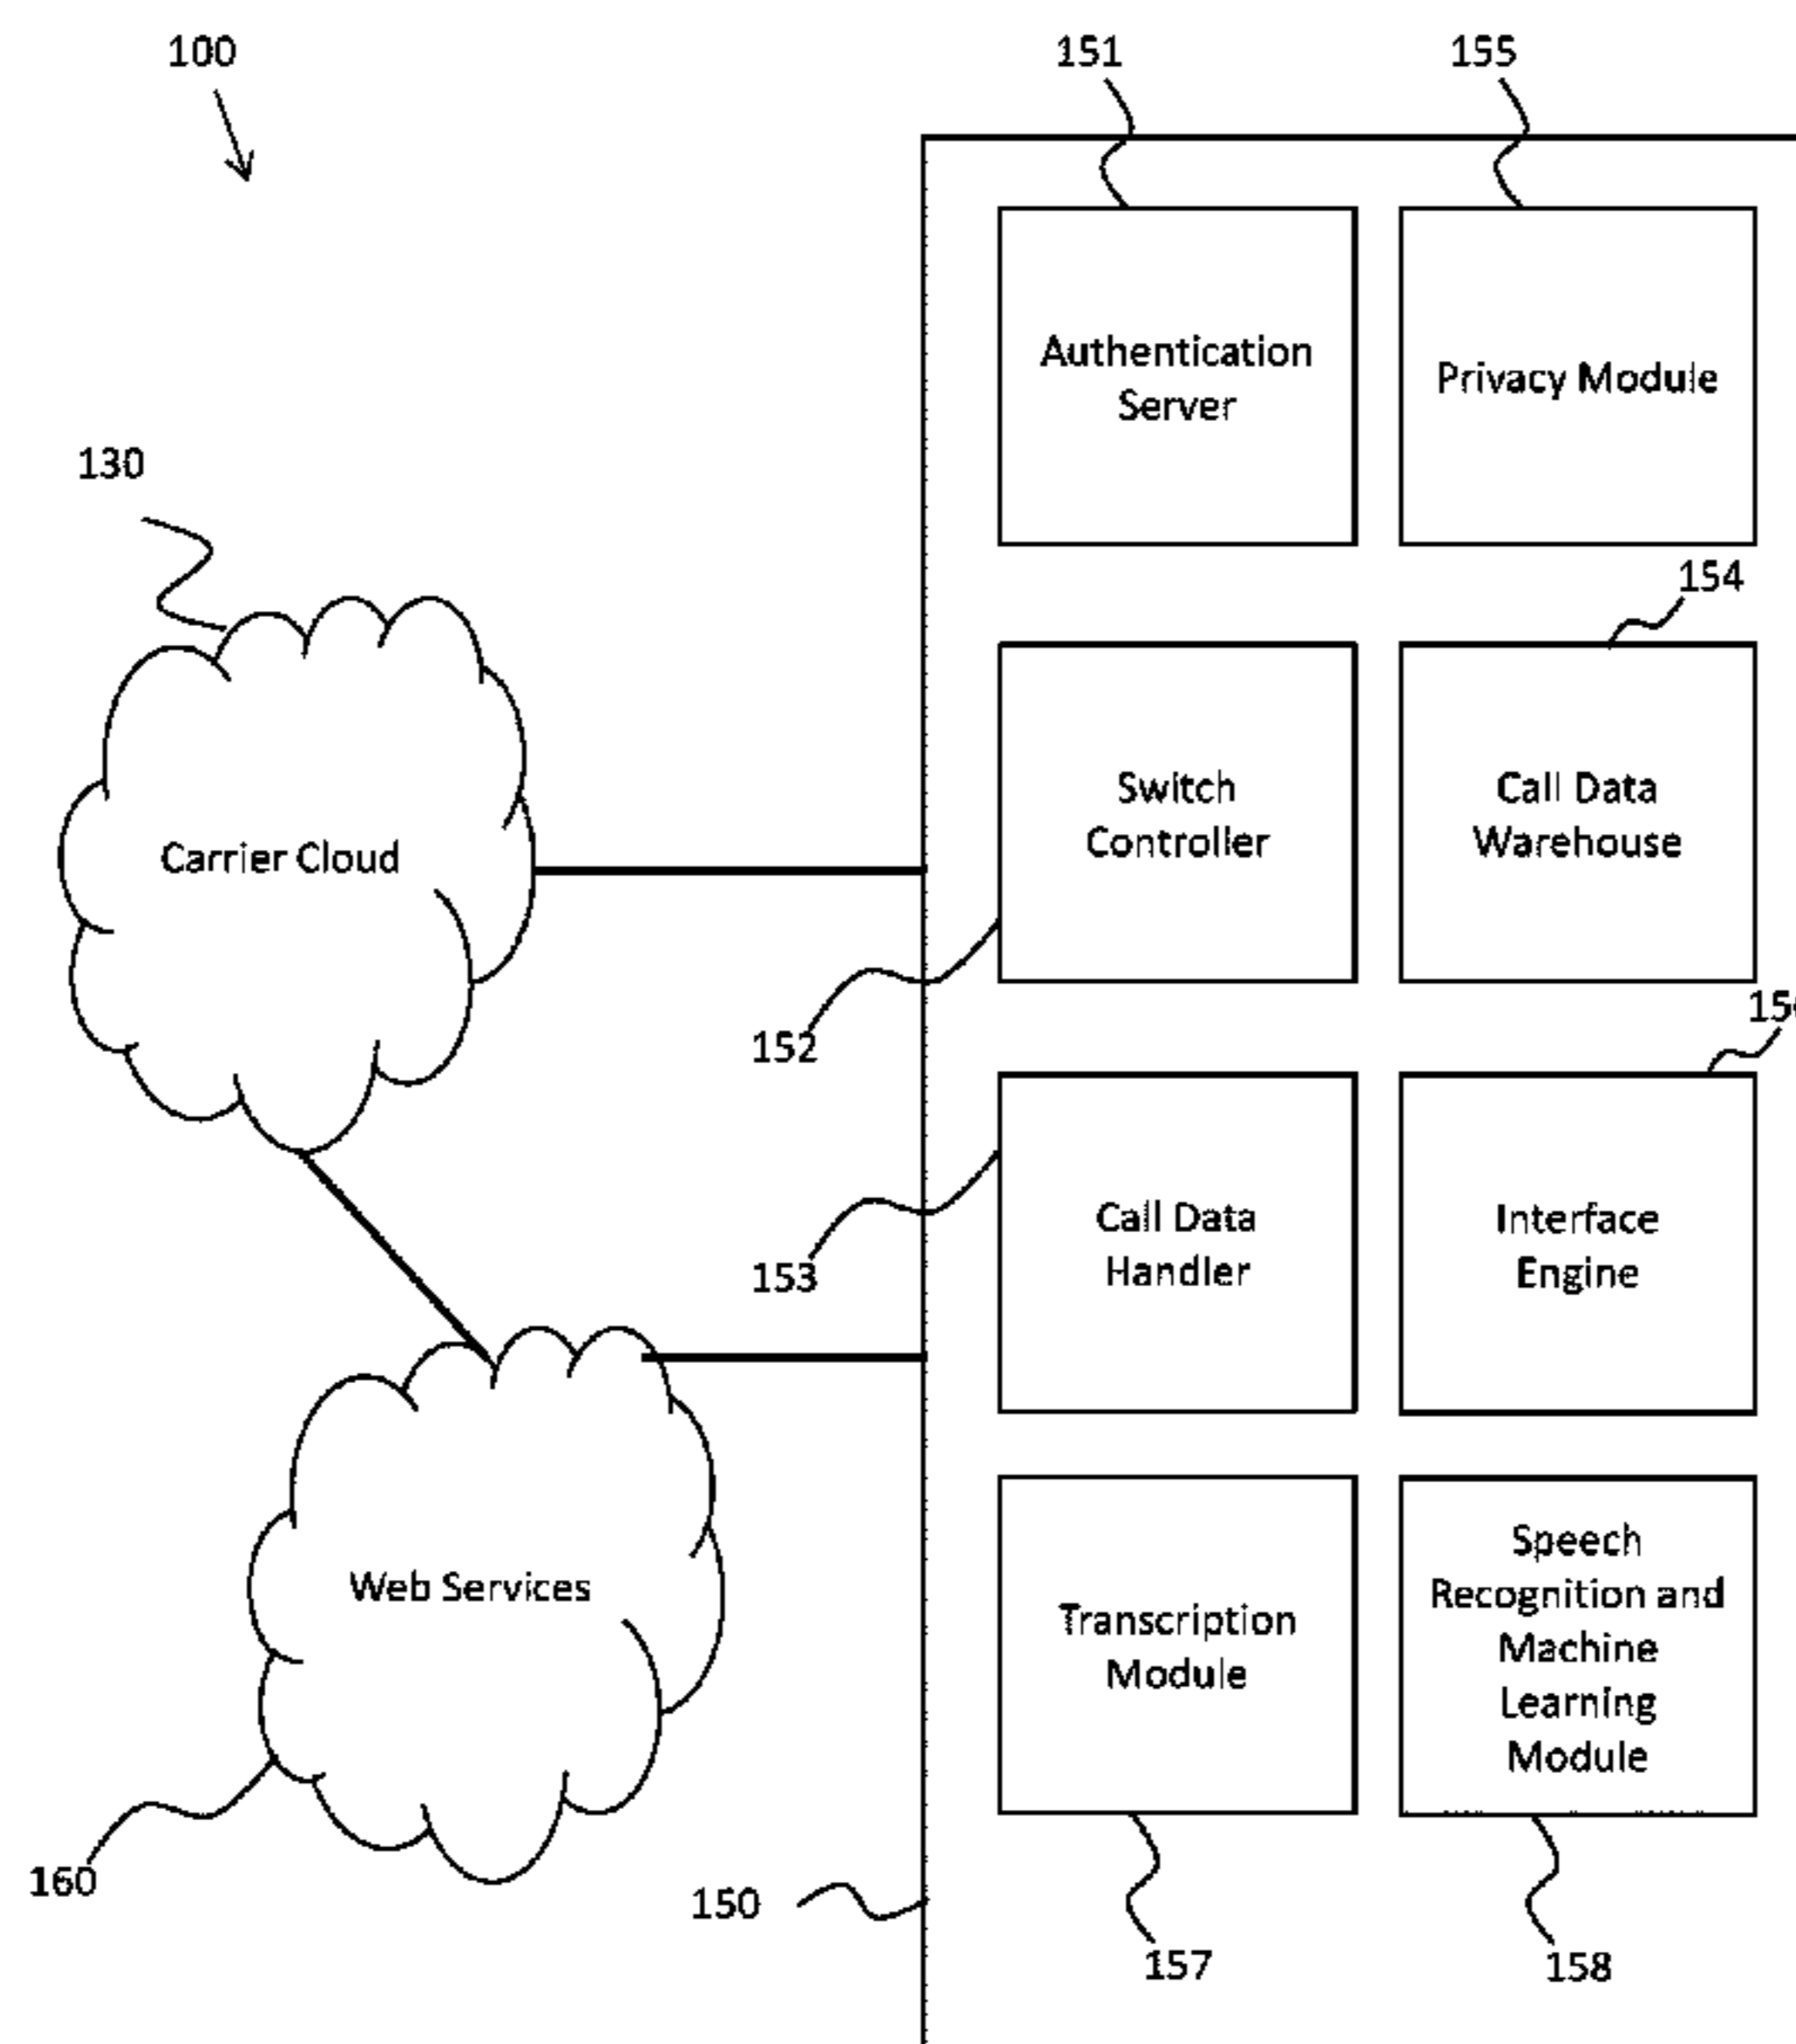 100
151
155
Authentication
Server
Privacy Module
130
154
Switch
Controller
Call Data
Warehouse
Carrier Cloud
152
153
Call Data
Handler
Interface
Engine
Web Services
Transcription
Module
Speech
Recognition and
Machine
Learning
Module
160
150
157
158